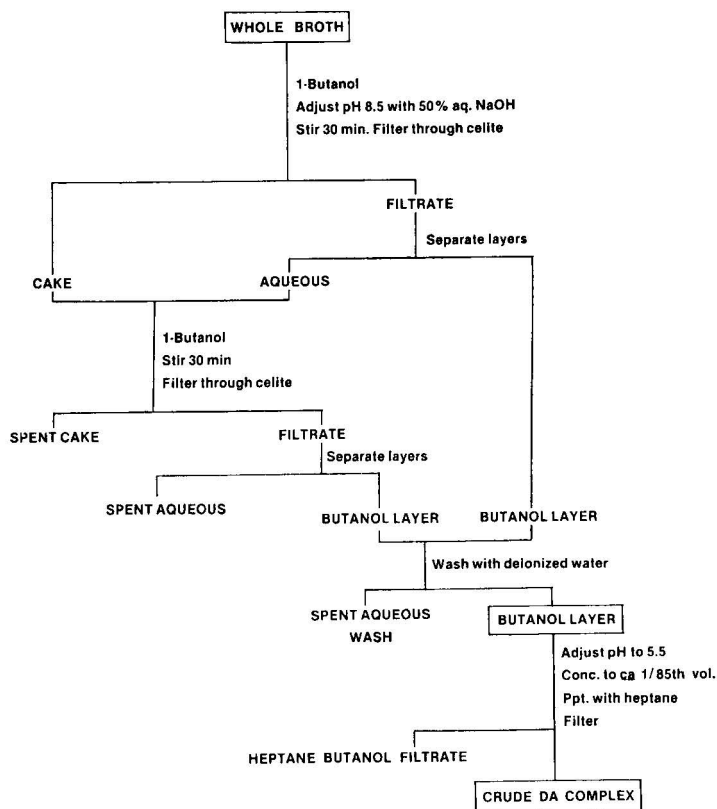 WHOLE BROTH
1-Butanol
Adjust pH 8.5 with 50% aq. NaOH
Stir 30 min. Filter through celite
FILTRATE
Separate layers
CAKE
AQUEOUS
1-Butanol
Stir 30 min
Filter through celite
SPENT CAKE
FILTRATE
Separate layers
SPENT AQUEOUS
BUTANOL LAYER
BUTANOL LAYER
Wash with deionized water
SPENT AQUEOUS
WASH
BUTANOL LAYER
Adjust pH to 5.5
Conc. to ca 1/85th vol.
Ppt. with heptane
Filter
HEPTANE BUTANOL FILTRATE
CRUDE DA COMPLEX